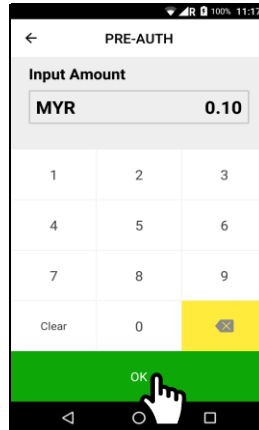 R 100% 11:17
PRE-AUTH
Input Amount
MYR 0.10
1 2 3
4 5 6
7 8 9
Clear 0
OK